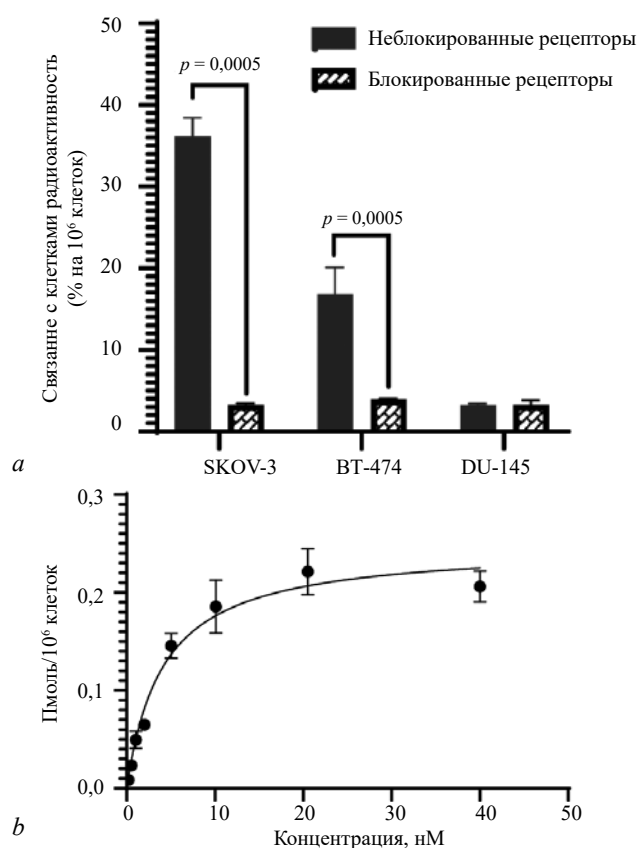 50
40
30
20
10
0
Неблокированные рецепторы
Блокированные рецепторы
p = 0,0005
p = 0,0005
Связанне с клетками радиоактивность
(% на 10⁶ клеток)
SKOV-3 BT-474 DU-145
a
0,3
0,2
0,1
0,0
Пмоль/10⁶ клеток
0 10 20 30 40 50
Концентрация, нМ
b